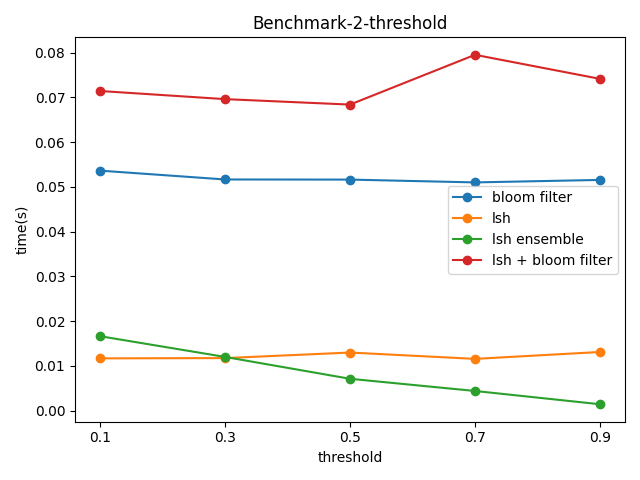 Benchmark-2-threshold
time(s)
0.08
0.07
0.06
0.05
0.04
0.03
0.02
0.01
0.00
bloom filter
lsh
lsh ensemble
lsh + bloom filter
0.1 0.3 0.5 0.7 0.9
threshold